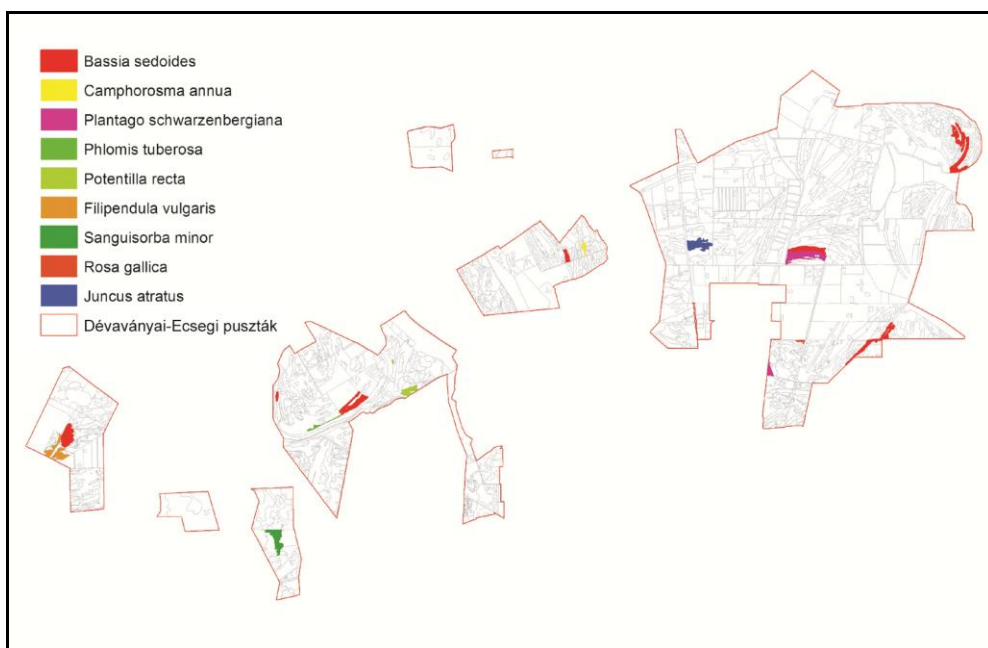 Bassia sedoides
Camphorosma annua
Plantago schwarzenbergiana
Phlomis tuberosa
Potentilla recta
Filipendula vulgaris
Sanguisorba minor
Rosa gallica
Juncus atratus
Dévaványai-Ecsegi puszták